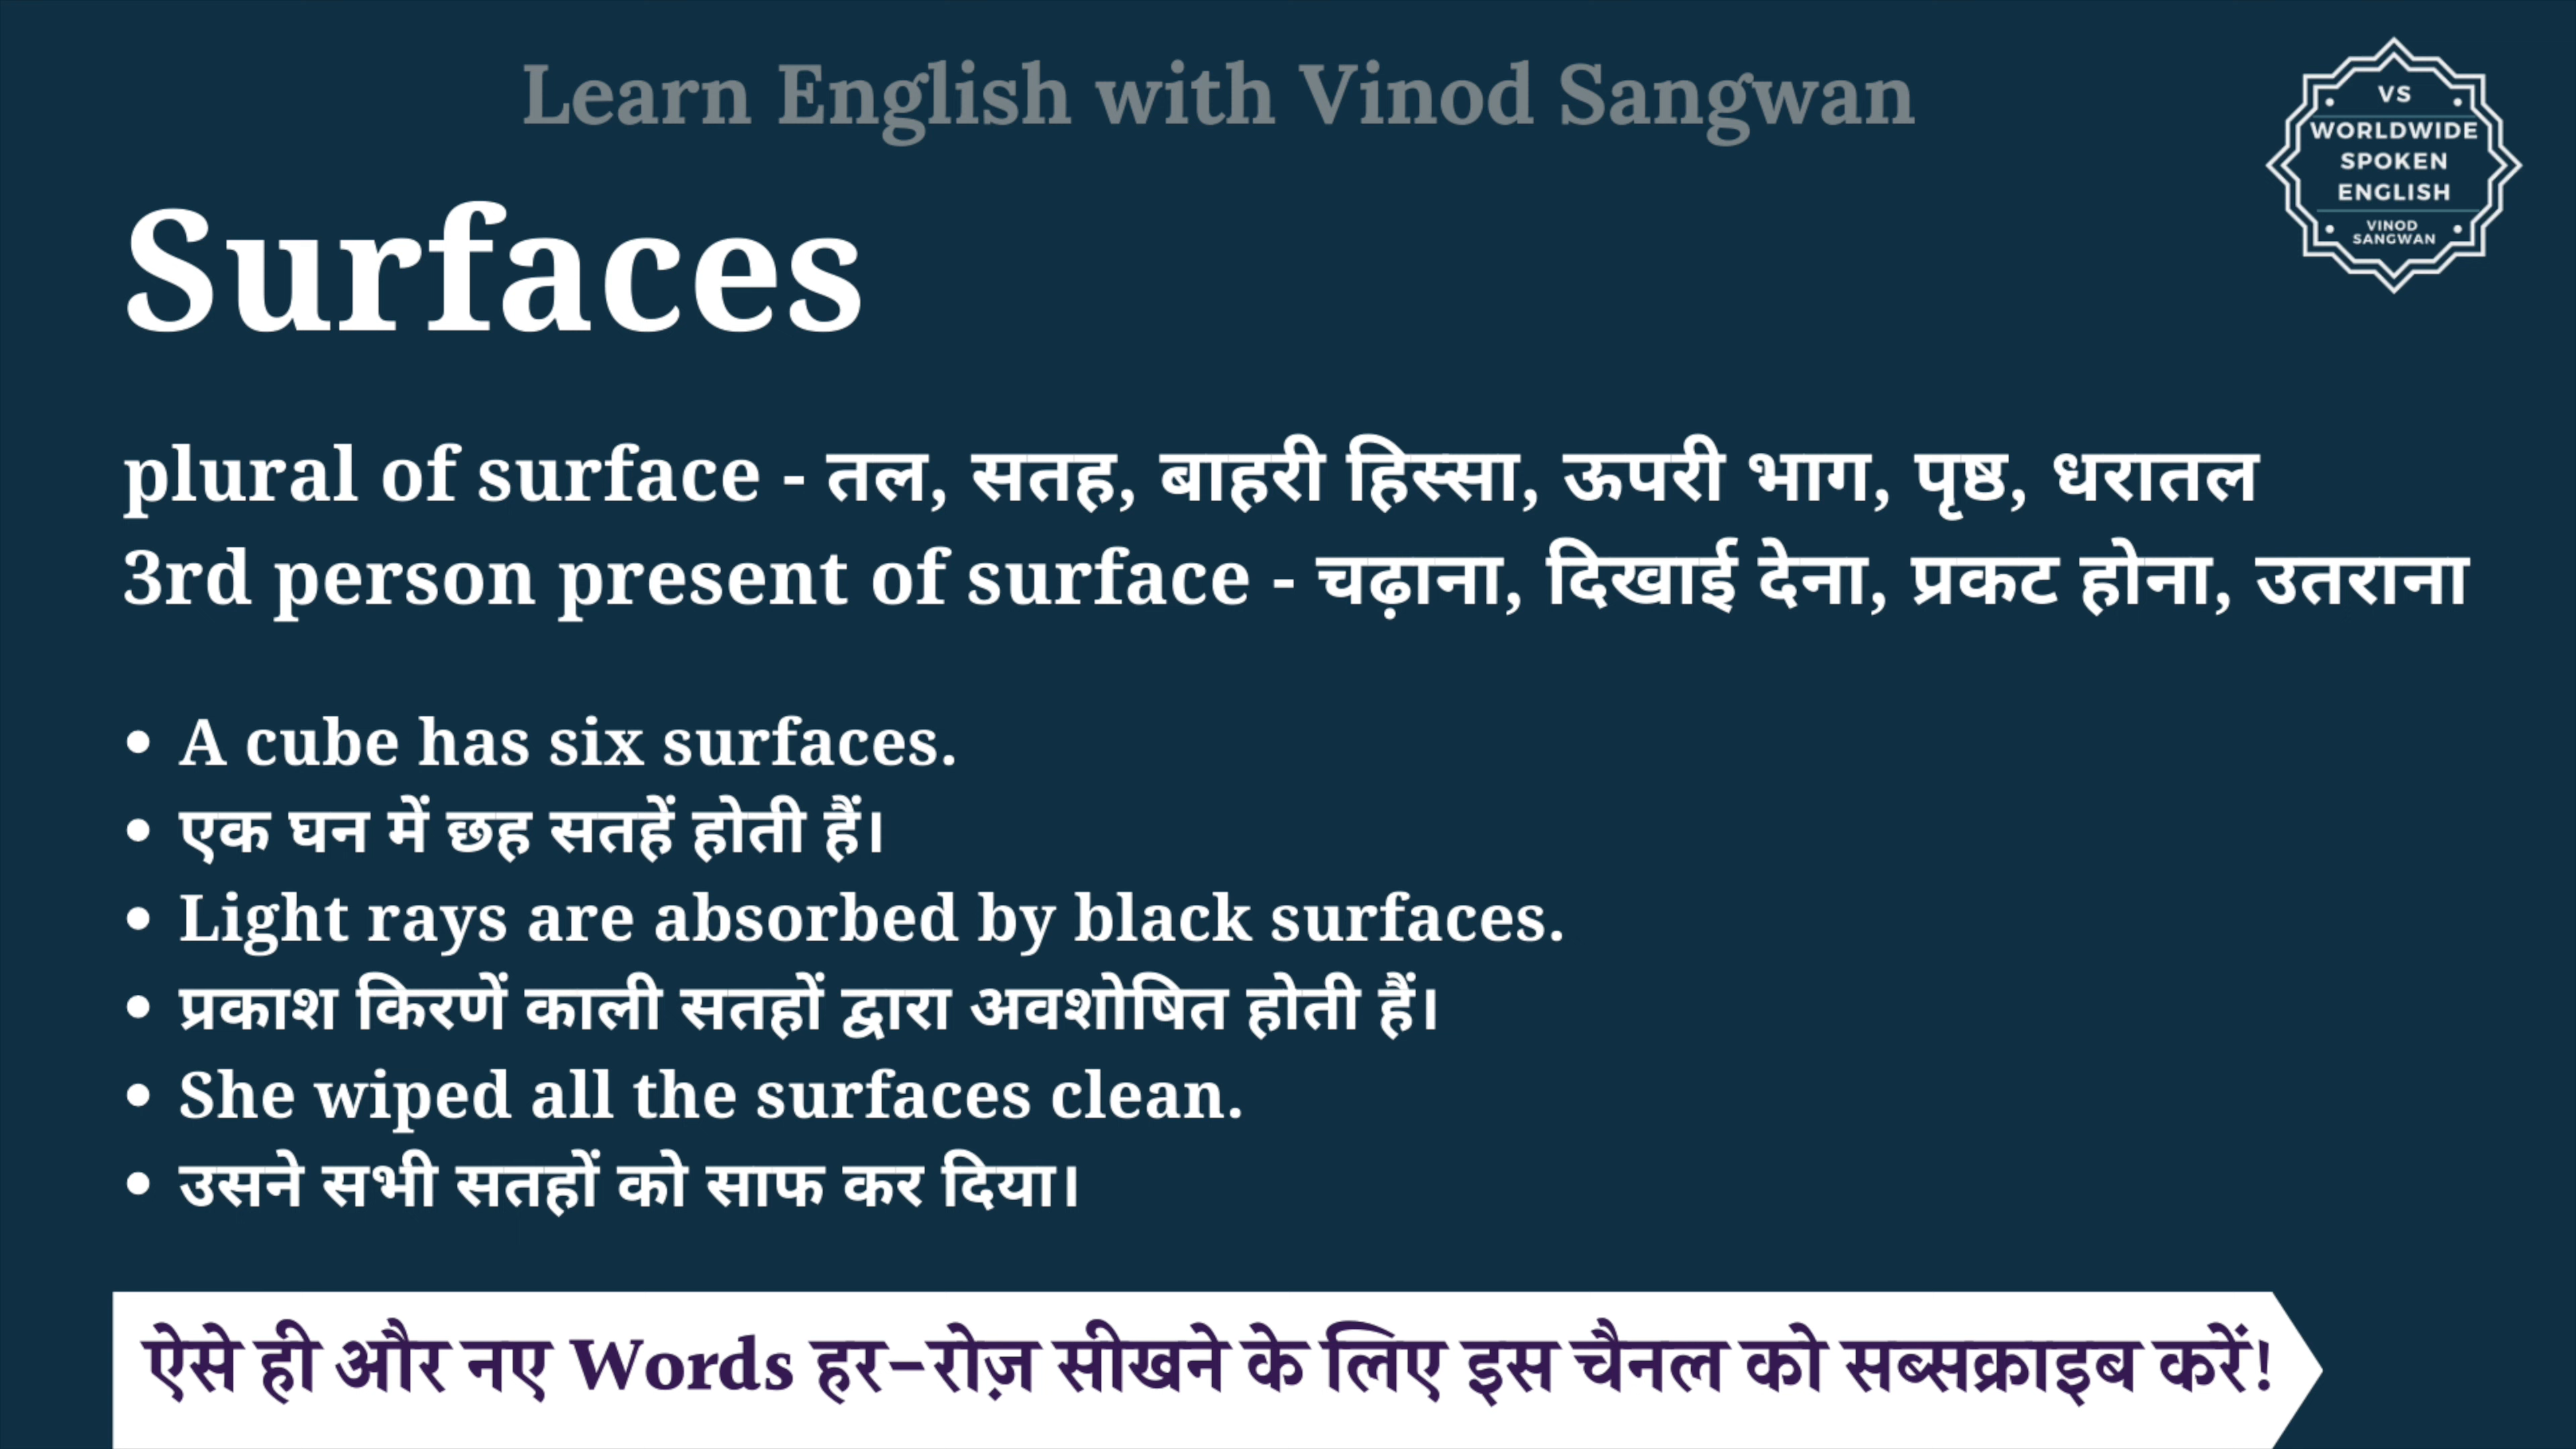 Learn English with Vinod Sangwan
VS
WORLDWIDE
SPOKEN
ENGLISH
VINOD
SANGWAN
Surfaces
plural of surface - तल, सतह, बाहरी हिस्सा, ऊपरी भाग, पृष्ठ, धरातल
3rd person present of surface - चढ़ाना, दिखाई देना, प्रकट होना, उतराना
• A cube has six surfaces.
• एक घन में छह सतहें होती हैं।
• Light rays are absorbed by black surfaces.
• प्रकाश किरणें काली सतहों द्वारा अवशोषित होती हैं।
• She wiped all the surfaces clean.
• उसने सभी सतहों को साफ कर दिया।
ऐसे ही और नए Words हर-रोज़ सीखने के लिए इस चैनल को सब्सक्राइब करें!